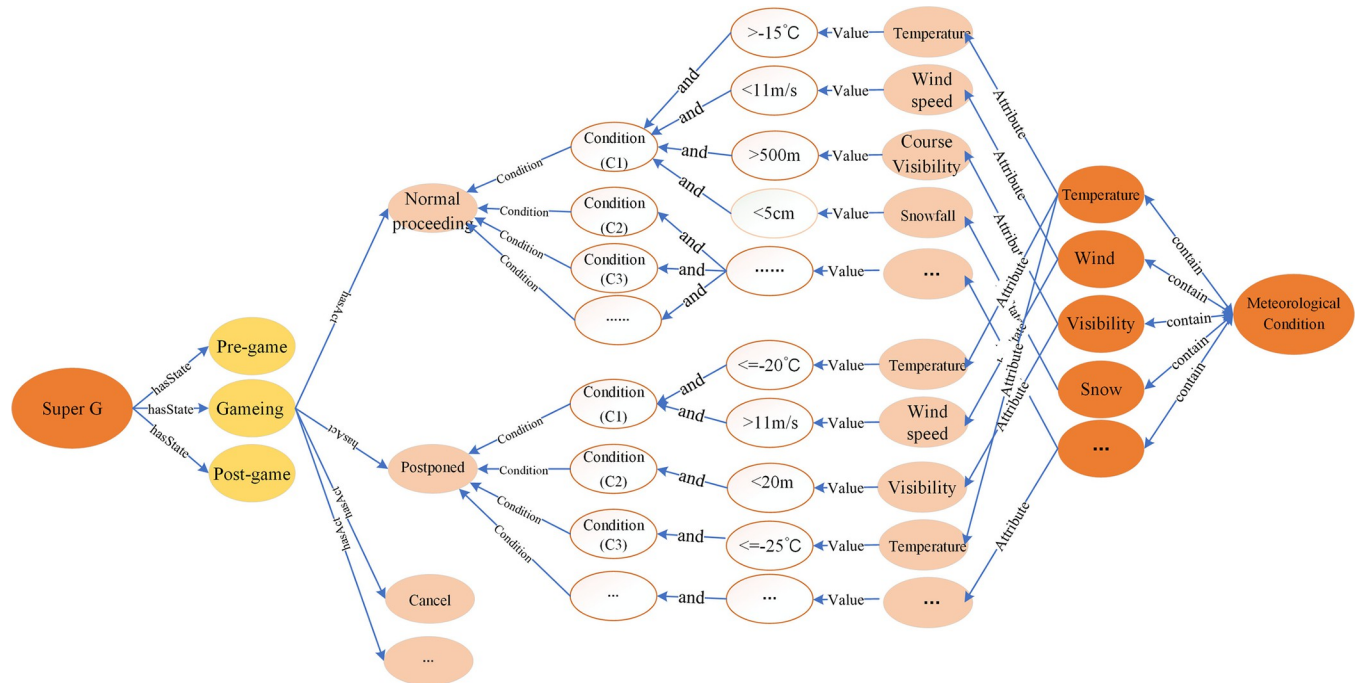 Super G
hasState
hasState
hasState
Pre-game
Gameing
Post-game
hasAct
hasAct
hasAct
hasAct
Normal
proceeding
Postponed
Cancel
...
Condition
Condition
Condition
Condition
Condition
(C1)
Condition
(C2)
Condition
(C3)
......
and
and
and
and
and
and
and
>-15℃
<11m/s
>500m
<5cm
......
Value
Value
Value
Value
Value
Temperature
Wind
speed
Course
Visibility
Snowfall
...
Condition
Condition
Condition
Condition
Condition
(C1)
Condition
(C2)
Condition
(C3)
...
and
and
and
and
and
<=-20℃
>11m/s
<20m
<=-25℃
...
Value
Value
Value
Value
Value
Temperature
Wind
speed
Visibility
Temperature
...
Attribute
Attribute
Attribute
Attribute
Attribute
Attribute
Attribute
Temperature
Wind
Visibility
Snow
...
contain
contain
contain
contain
contain
Meteorological
Condition